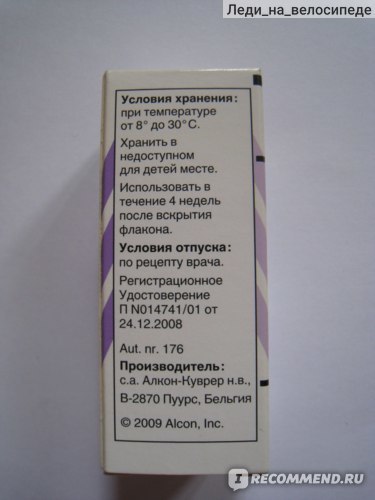 Леди_на_велосипеде
Условия хранения:
при температуре
от 8° до 30°С.
Хранить в
недоступном
для детей месте.
Использовать в
течение 4 недель
после вскрытия
флакона.
Условия отпуска:
по рецепту врача.
Регистрационное
Удостоверение
П N014741/01 от
24.12.2008
Aut. nr. 176
Производитель:
с.а. Алкон-Куврер н.в.,
В-2870 Пуурс, Бельгия
© 2009 Alcon, Inc.
IRECOMMEND.RU